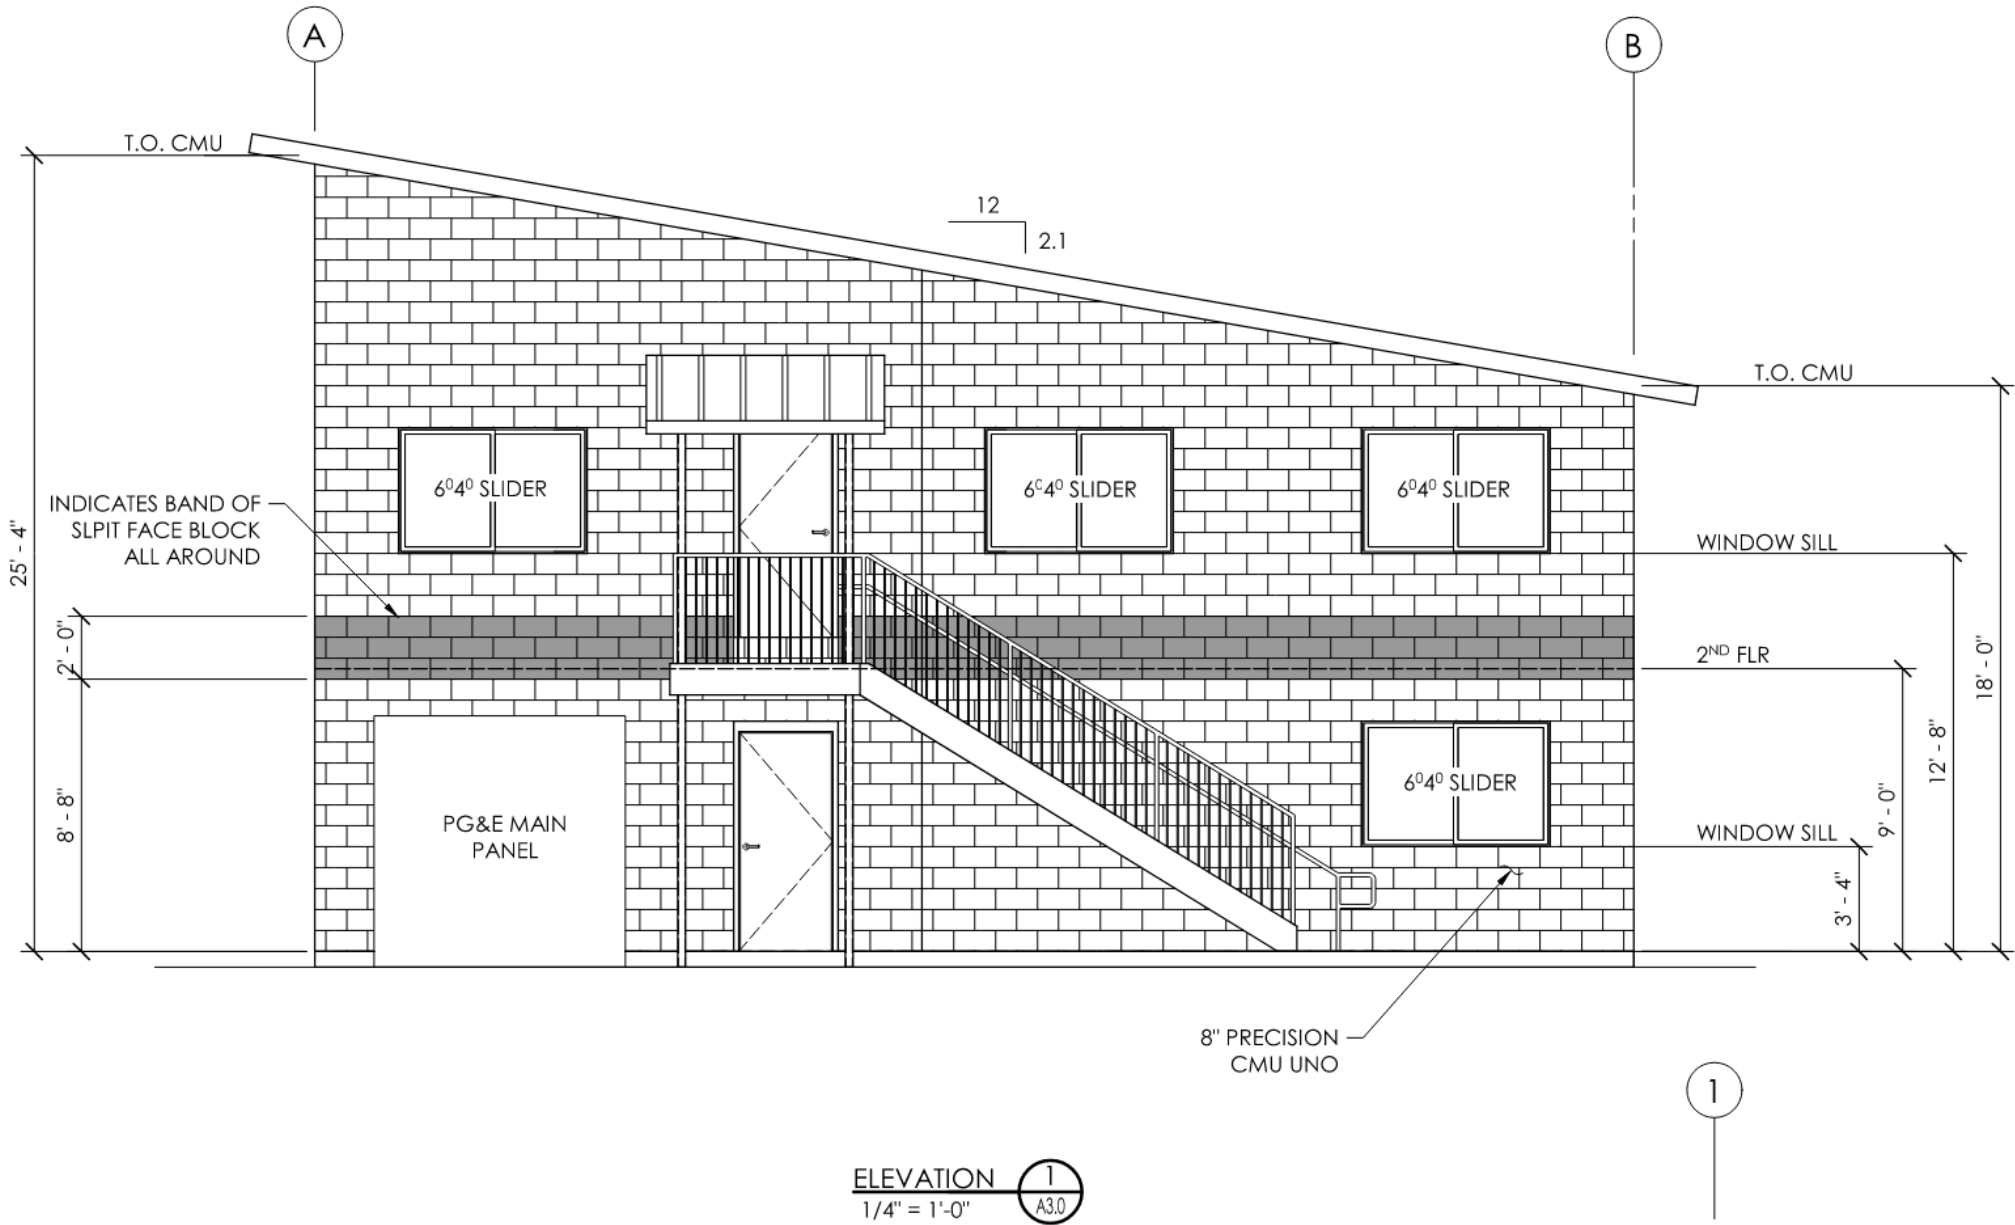 A
B
T.O. CMU
12
2.1
T.O. CMU
6⁰4⁰ SLIDER
6⁰4⁰ SLIDER
6⁰4⁰ SLIDER
INDICATES BAND OF
SLPIT FACE BLOCK
ALL AROUND
WINDOW SILL
25' - 4"
2' - 0"
2ND FLR
18' - 0"
12' - 8"
6⁰4⁰ SLIDER
8' - 8"
PG&E MAIN
PANEL
WINDOW SILL
9' - 0"
3' - 4"
8" PRECISION
CMU UNO
1
ELEVATION
1/4" = 1'-0"
1
A3.0